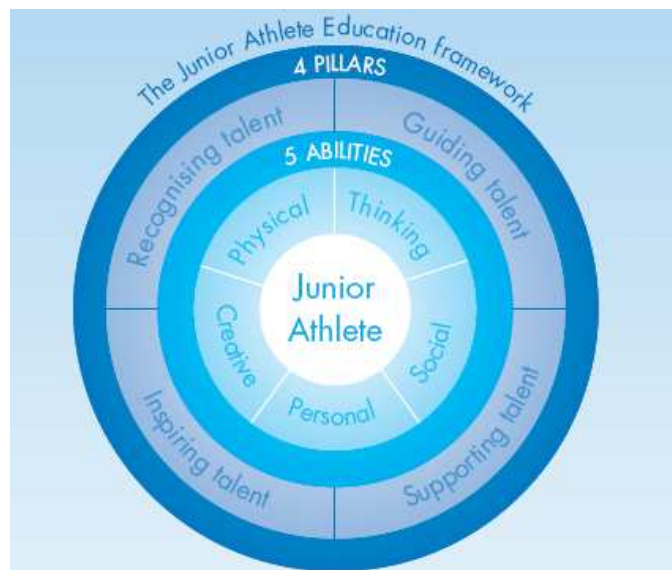 The Junior Athlete Education framework
4 PILLARS
Recognising talent
Guiding talent
5 ABILITIES
Physical
Thinking
Junior
Athlete
Creative
Social
Personal
Inspiring talent
Supporting talent